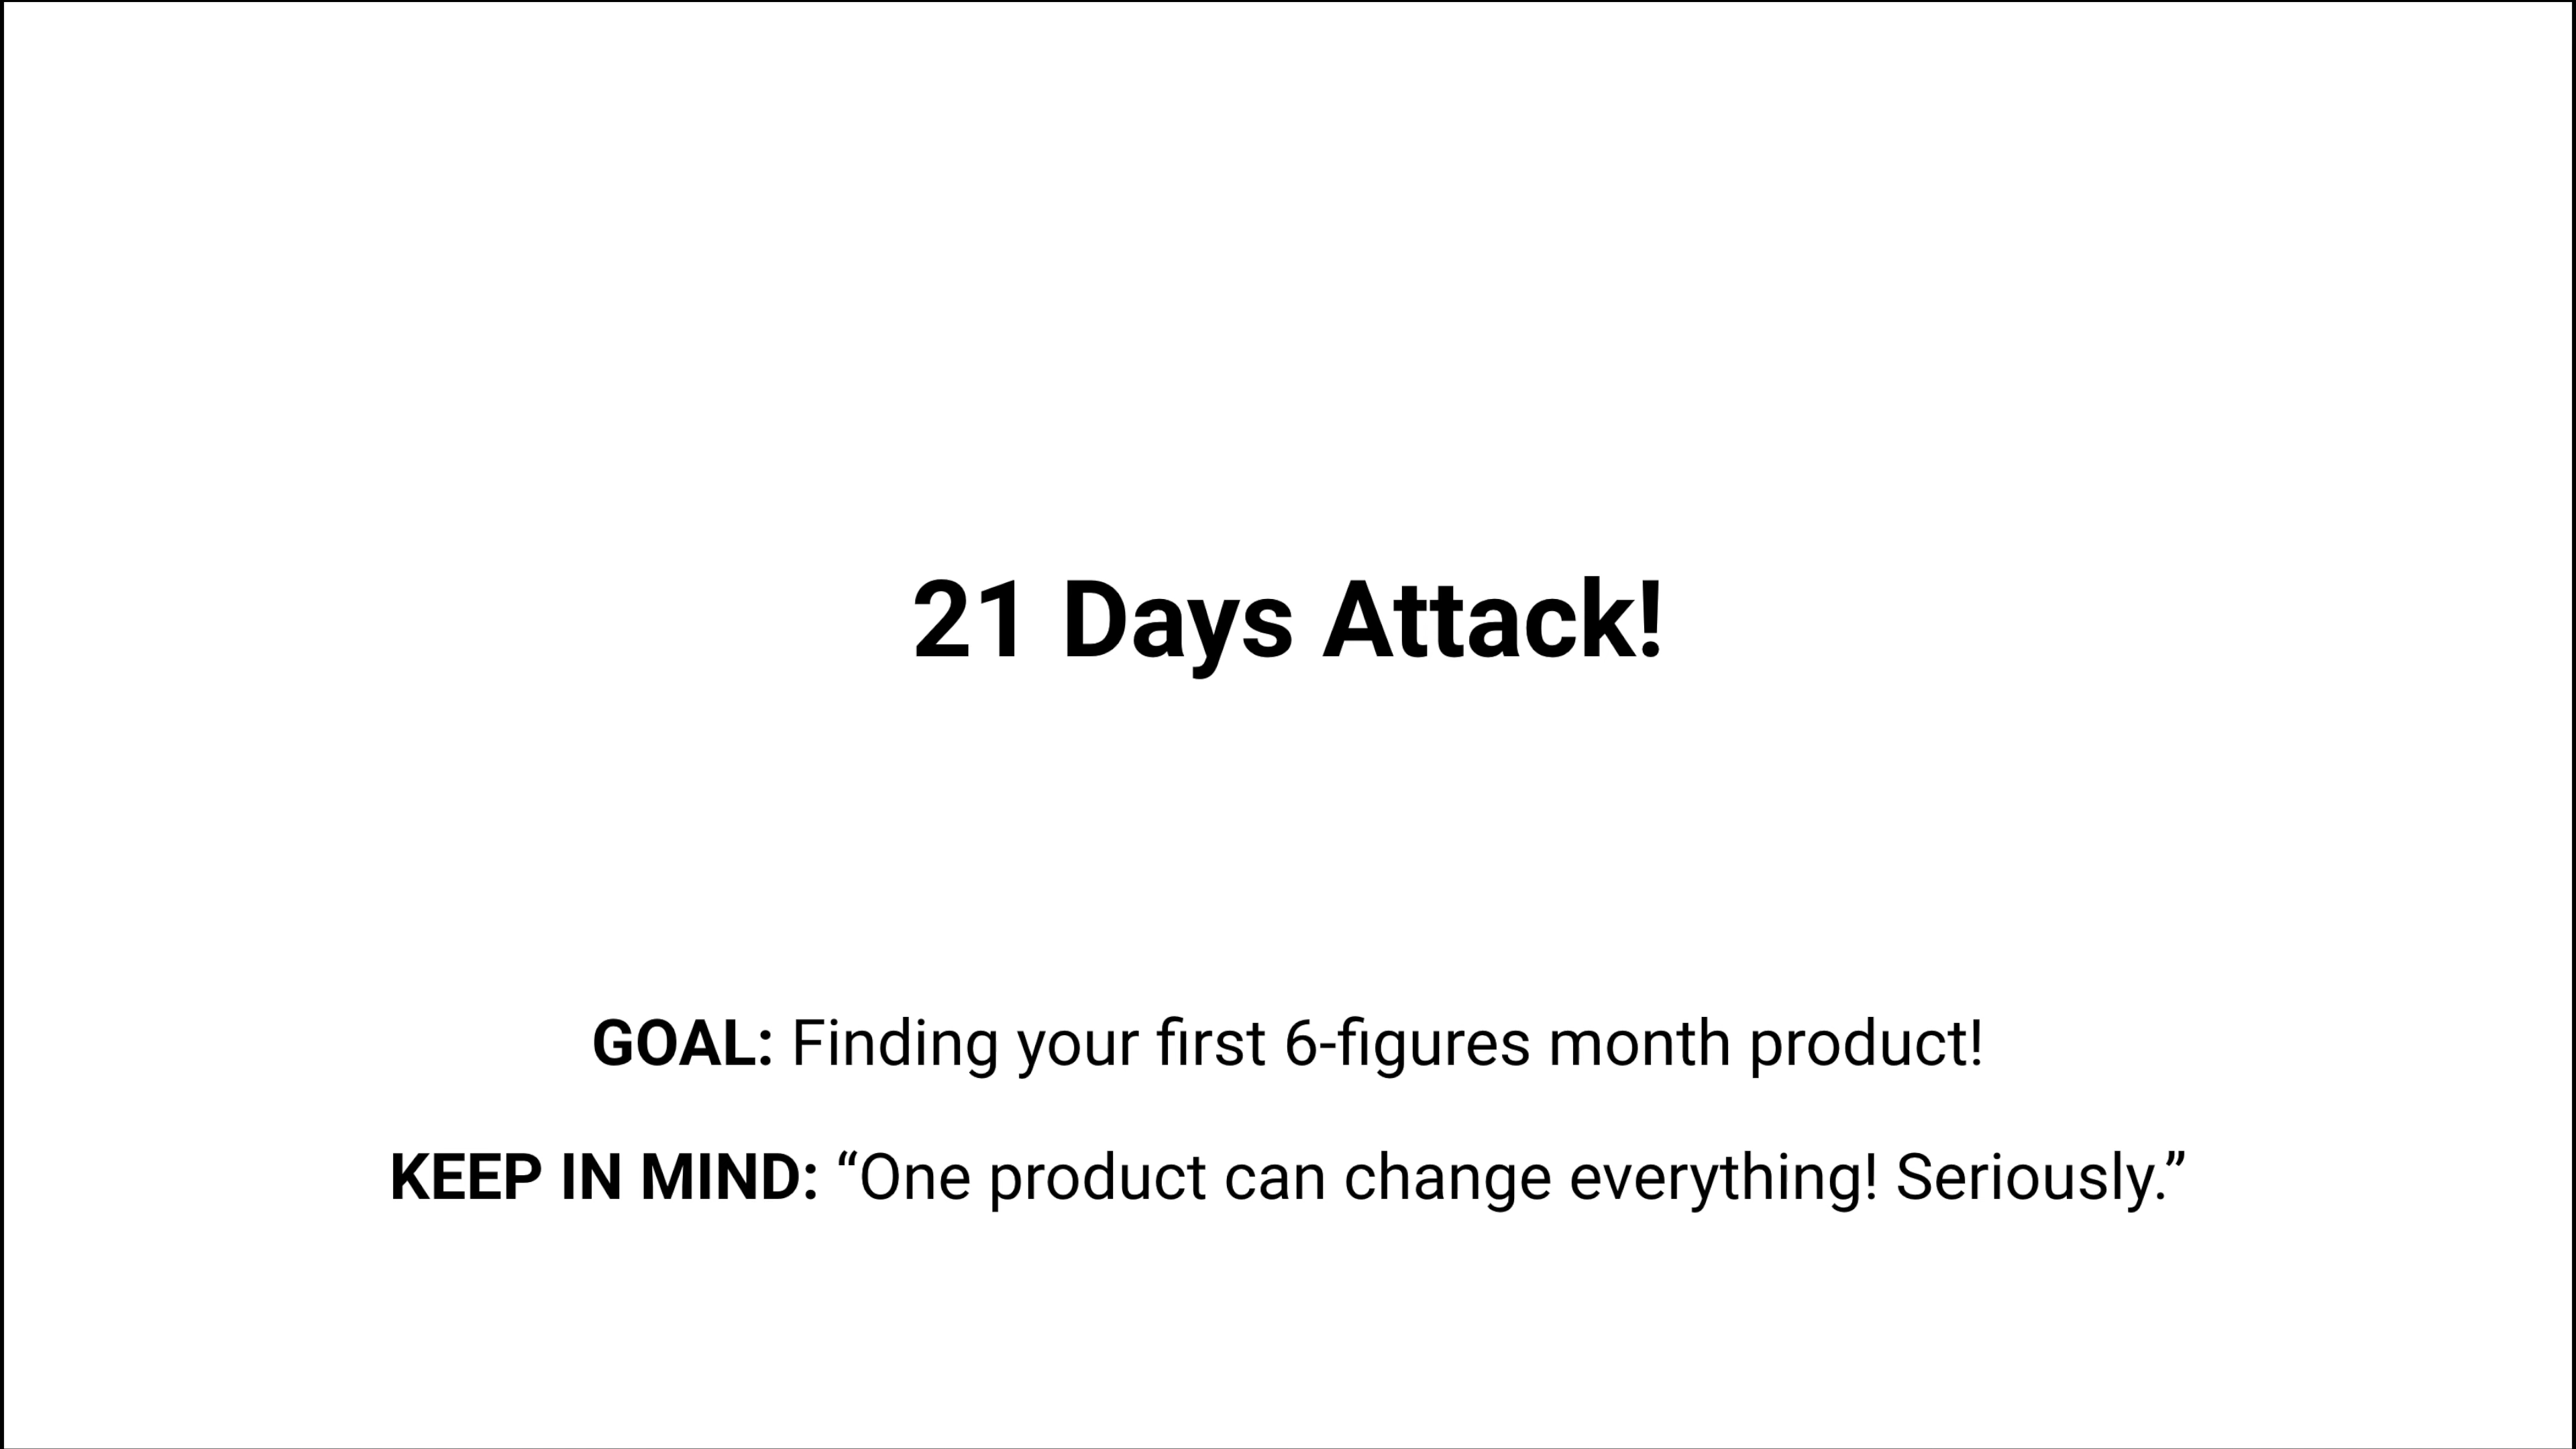 21 Days Attack!
GOAL: Finding your first 6-figures month product!
KEEP IN MIND: “One product can change everything! Seriously.”